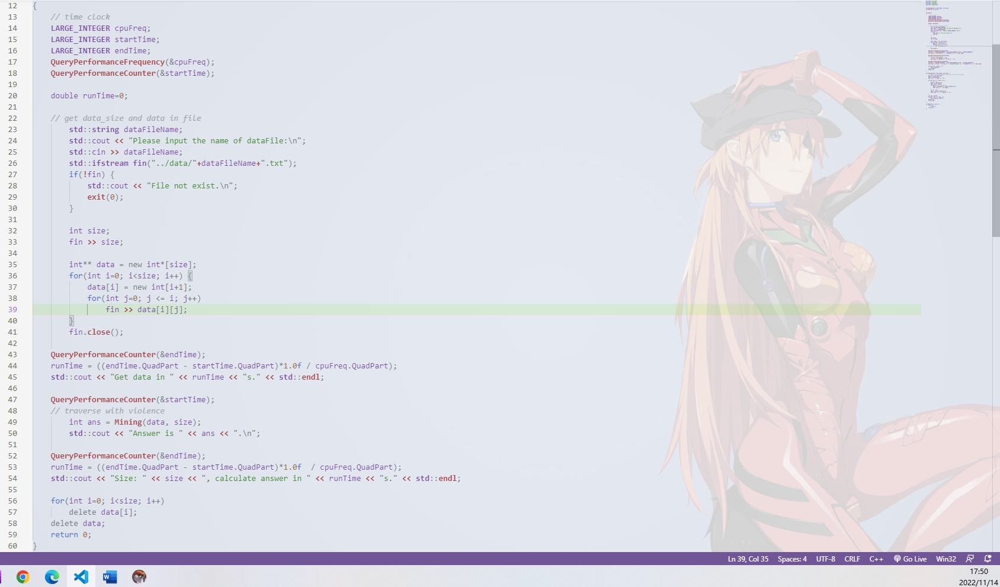 12 {
13 // time clock
14 LARGE_INTEGER cpuFreq;
15 LARGE_INTEGER startTime;
16 LARGE_INTEGER endTime;
17 QueryPerformanceFrequency(&cpuFreq);
18 QueryPerformanceCounter(&startTime);
19
20 double runTime=0;
21
22 // get data_size and data in file
23 std::string dataFileName;
24 std::cout << "Please input the name of dataFile:\n";
25 std::cin >> dataFileName;
26 std::ifstream fin("../data/"+dataFileName+".txt");
27 if(!fin) {
28 std::cout << "File not exist.\n";
29 exit(0);
30 }
31
32 int size;
33 fin >> size;
34
35 int** data = new int*[size];
36 for(int i=0; i<size; i++) {
37 data[i] = new int[i+1];
38 for(int j=0; j <= i; j++)
39 fin >> data[i][j];
40 }
41 fin.close();
42
43 QueryPerformanceCounter(&endTime);
44 runTime = ((endTime.QuadPart - startTime.QuadPart)*1.0f / cpuFreq.QuadPart);
45 std::cout << "Get data in " << runTime << "s." << std::endl;
46
47 QueryPerformanceCounter(&startTime);
48 // traverse with violence
49 int ans = Mining(data, size);
50 std::cout << "Answer is " << ans << ".\n";
51
52 QueryPerformanceCounter(&endTime);
53 runTime = ((endTime.QuadPart - startTime.QuadPart)*1.0f  / cpuFreq.QuadPart);
54 std::cout << "Size: " << size << ", calculate answer in " << runTime << "s." << std::endl;
55
56 for(int i=0; i<size; i++)
57 delete data[i];
58 delete data;
59 return 0;
60 }
Ln 39, Col 35 Spaces: 4 UTF-8 CRLF C++ Go Live Win32
17:50
2022/11/14